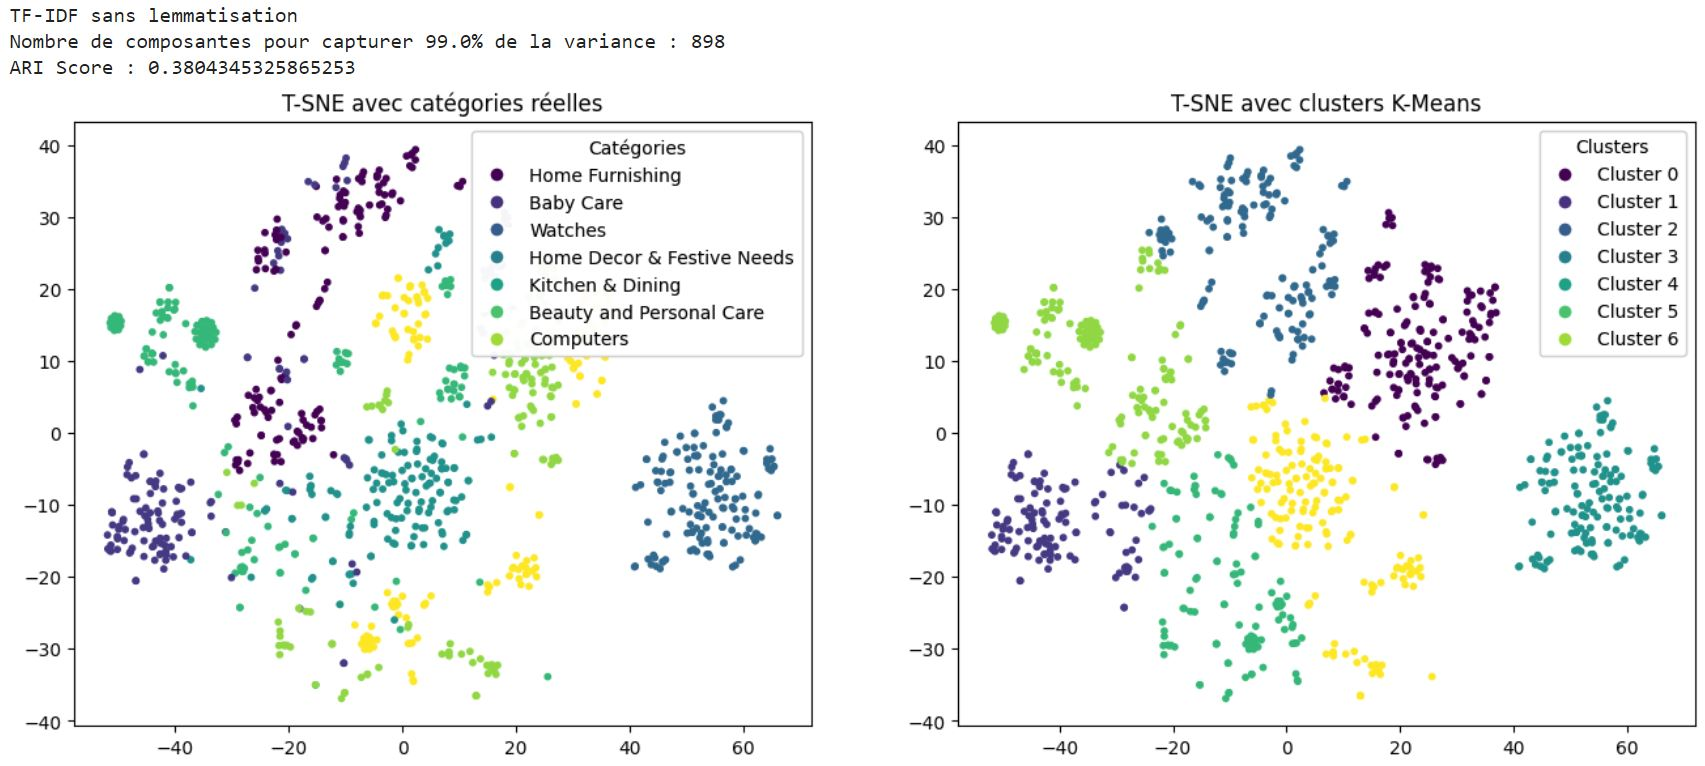 TF-IDF sans lemmatisation
Nombre de composantes pour capturer 99.0% de la variance : 898
ARI Score : 0.3804345325865253
T-SNE avec catégories réelles
Catégories
Home Furnishing
Baby Care
Watches
Home Decor & Festive Needs
Kitchen & Dining
Beauty and Personal Care
Computers
40
30
20
10
0
−10
−20
−30
−40
−40
−20
0
20
40
60
T-SNE avec clusters K-Means
Clusters
Cluster 0
Cluster 1
Cluster 2
Cluster 3
Cluster 4
Cluster 5
Cluster 6
40
30
20
10
0
−10
−20
−30
−40
−40
−20
0
20
40
60